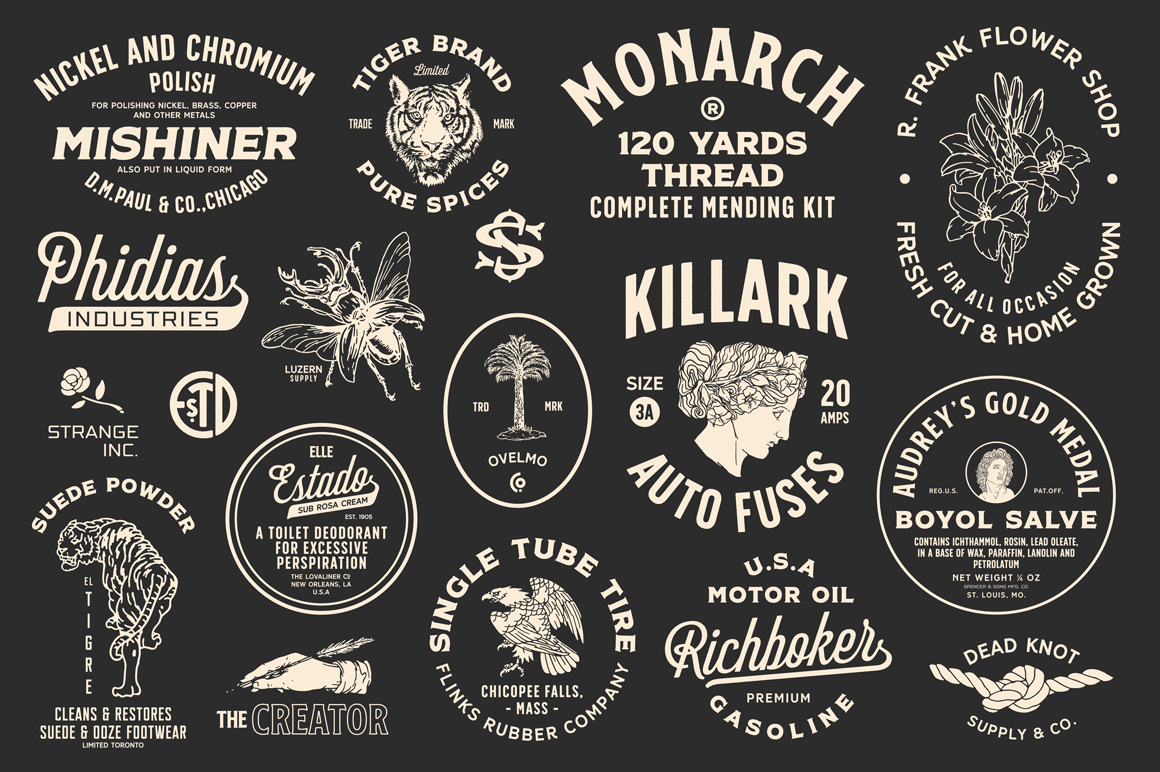 NICKEL AND CHROMIUM
POLISH
FOR POLISHING NICKEL, BRASS, COPPER
AND OTHER METALS
MISHINER
ALSO PUT IN LIQUID FORM
D.M.PAUL & CO.,CHICAGO
TIGER BRAND
Limited
TRADE MARK
PURE SPICES
MONARCH
®
120 YARDS
THREAD
COMPLETE MENDING KIT
R. FRANK FLOWER SHOP
FOR ALL OCCASION
FRESH CUT & HOME GROWN
Phidias
INDUSTRIES
LUZERN
SUPPLY
SS
KILLARK
SIZE
3A
20
AMPS
AUTO FUSES
STRANGE
INC.
ESTD
TRD MRK
OVELMO
Co
ELLE
Estado
SUB ROSA CREAM
EST. 1905
A TOILET DEODORANT
FOR EXCESSIVE
PERSPIRATION
THE LOVALINER Co
NEW ORLEANS, LA
U.S.A
AUDREY'S GOLD MEDAL
REG.U.S. PAT.OFF.
BOYOL SALVE
CONTAINS ICHTHAMMOL, ROSIN, LEAD OLEATE,
IN A BASE OF WAX, PARAFFIN, LANOLIN AND
PETROLATUM
NET WEIGHT ¼ OZ
SPENCER & SONS MFG. CO.
ST. LOUIS, MO.
SUEDE POWDER
EL TIGRE
CLEANS & RESTORES
SUEDE & OOZE FOOTWEAR
LIMITED TORONTO
THE CREATOR
SINGLE TUBE TIRE
CHICOPEE FALLS,
- MASS -
FLINKS RUBBER COMPANY
U.S.A
MOTOR OIL
Richboker
PREMIUM
GASOLINE
DEAD KNOT
SUPPLY & CO.